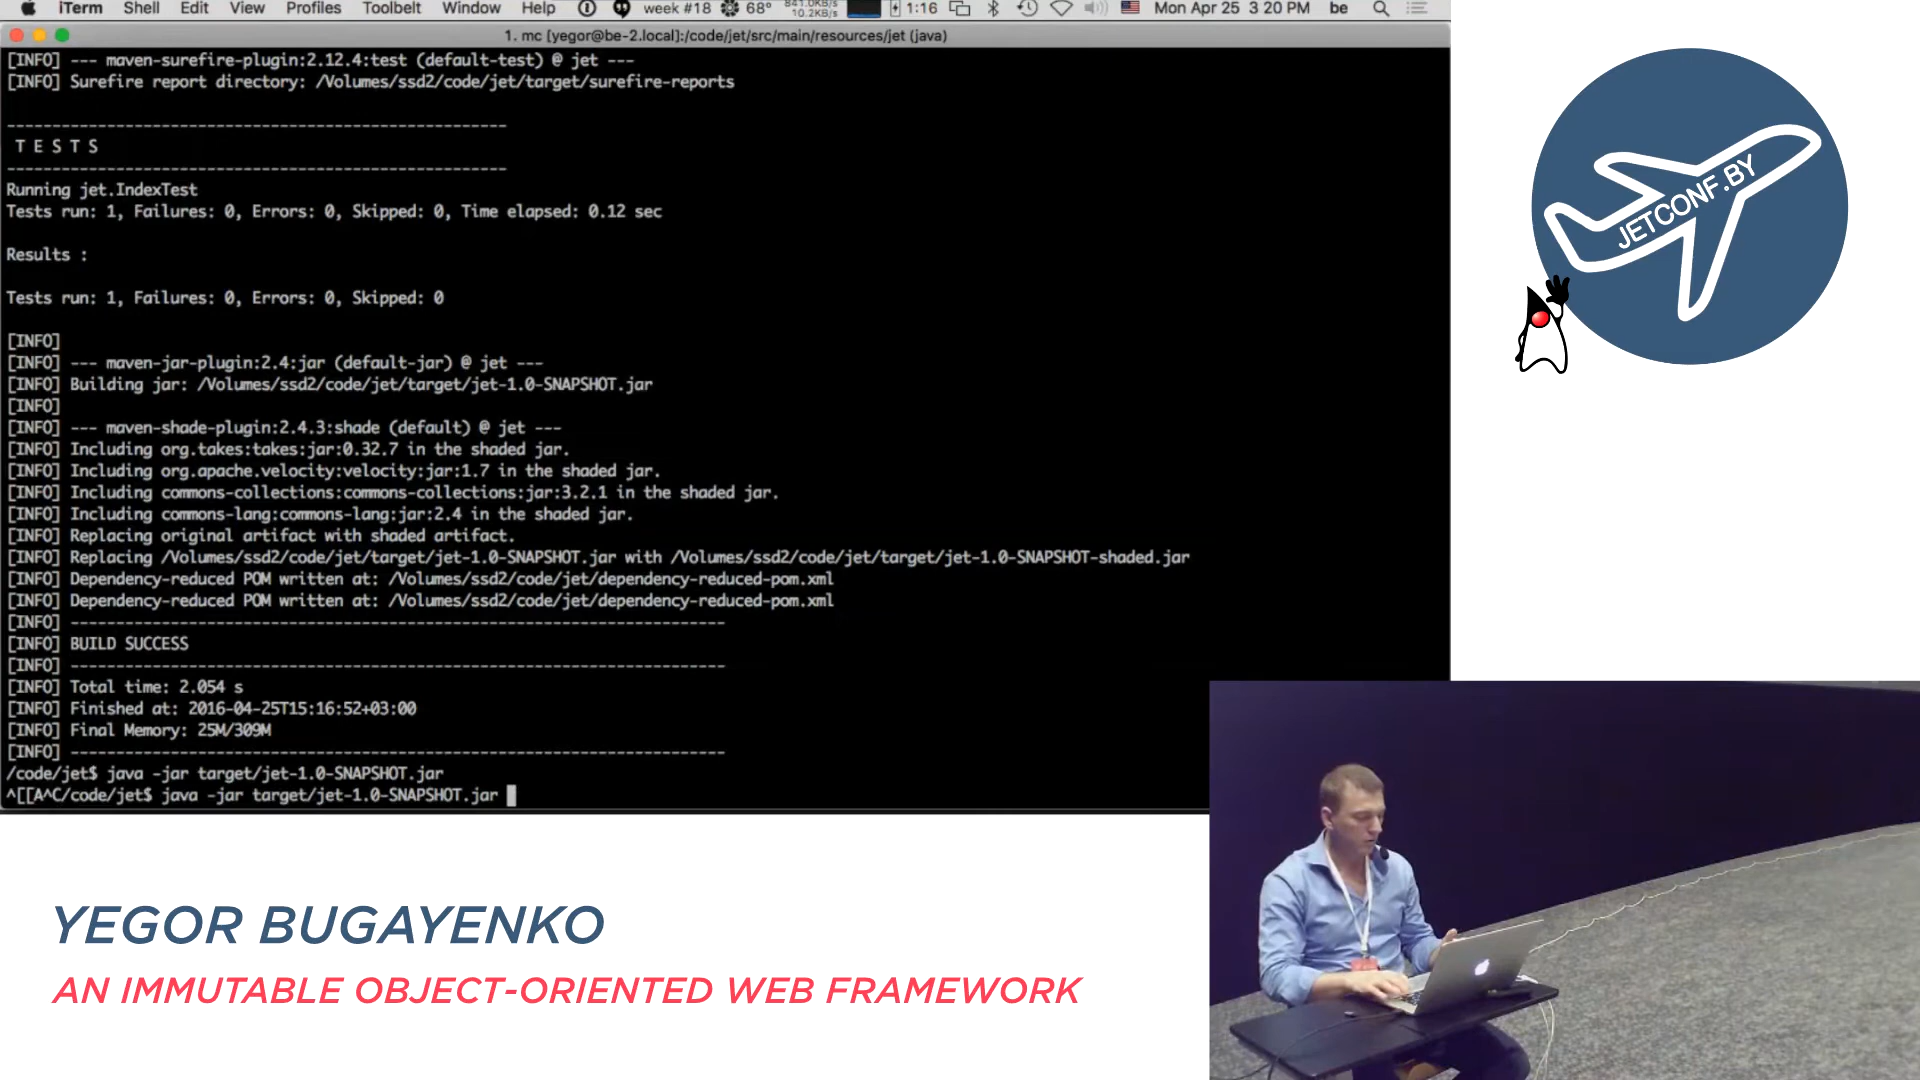 iTerm Shell Edit View Profiles Toolbelt Window Help week #18 68° 10.2KB/s 1:16 Mon Apr 25 3:20 PM be
1. mc [yegor@be-2.local]:/code/jet/src/main/resources/jet (java)
[INFO] --- maven-surefire-plugin:2.12.4:test (default-test) @ jet ---
[INFO] Surefire report directory: /Volumes/ssd2/code/jet/target/surefire-reports
-------------------------------------------------------
T E S T S
-------------------------------------------------------
Running jet.IndexTest
Tests run: 1, Failures: 0, Errors: 0, Skipped: 0, Time elapsed: 0.12 sec
Results :
Tests run: 1, Failures: 0, Errors: 0, Skipped: 0
[INFO]
[INFO] --- maven-jar-plugin:2.4:jar (default-jar) @ jet ---
[INFO] Building jar: /Volumes/ssd2/code/jet/target/jet-1.0-SNAPSHOT.jar
[INFO]
[INFO] --- maven-shade-plugin:2.4.3:shade (default) @ jet ---
[INFO] Including org.takes:takes:jar:0.32.7 in the shaded jar.
[INFO] Including org.apache.velocity:velocity:jar:1.7 in the shaded jar.
[INFO] Including commons-collections:commons-collections:jar:3.2.1 in the shaded jar.
[INFO] Including commons-lang:commons-lang:jar:2.4 in the shaded jar.
[INFO] Replacing original artifact with shaded artifact.
[INFO] Replacing /Volumes/ssd2/code/jet/target/jet-1.0-SNAPSHOT.jar with /Volumes/ssd2/code/jet/target/jet-1.0-SNAPSHOT-shaded.jar
[INFO] Dependency-reduced POM written at: /Volumes/ssd2/code/jet/dependency-reduced-pom.xml
[INFO] Dependency-reduced POM written at: /Volumes/ssd2/code/jet/dependency-reduced-pom.xml
[INFO] ------------------------------------------------------------------------
[INFO] BUILD SUCCESS
[INFO] ------------------------------------------------------------------------
[INFO] Total time: 2.054 s
[INFO] Finished at: 2016-04-25T15:16:52+03:00
[INFO] Final Memory: 25M/309M
[INFO] ------------------------------------------------------------------------
/code/jet$ java -jar target/jet-1.0-SNAPSHOT.jar
^[[A^C/code/jet$ java -jar target/jet-1.0-SNAPSHOT.jar
JETCONF.BY
YEGOR BUGAYENKO
AN IMMUTABLE OBJECT-ORIENTED WEB FRAMEWORK